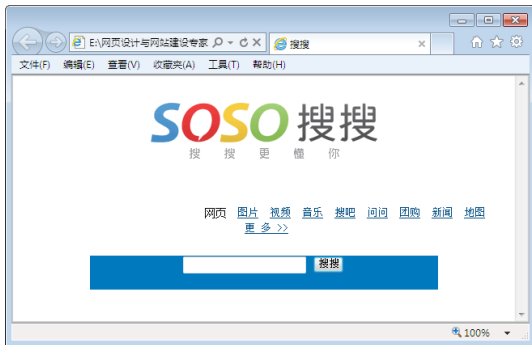 E:\网页设计与网站建设专家 搜搜
文件(F) 编辑(E) 查看(V) 收藏夹(A) 工具(T) 帮助(H)
SOSO 搜搜
搜 搜 更 懂 你
网页 图片 视频 音乐 搜吧 问问 团购 新闻 地图
更 多 >>
搜搜
100%